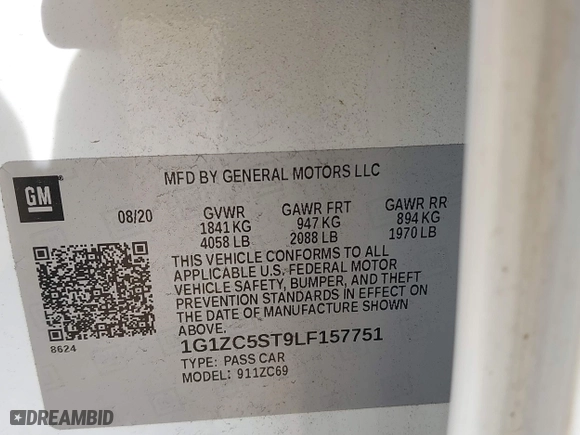 MFD BY GENERAL MOTORS LLC
GM
08/20 GVWR GAWR FRT GAWR RR
1841 KG 947 KG 894 KG
4058 LB 2088 LB 1970 LB
THIS VEHICLE CONFORMS TO ALL
APPLICABLE U.S. FEDERAL MOTOR
VEHICLE SAFETY, BUMPER, AND THEFT
PREVENTION STANDARDS IN EFFECT ON
THE DATE OF MANUFACTURE SHOWN
ABOVE.
8624
1G1ZC5ST9LF157751
TYPE: PASS CAR
MODEL: 911ZC69
DREAMBID